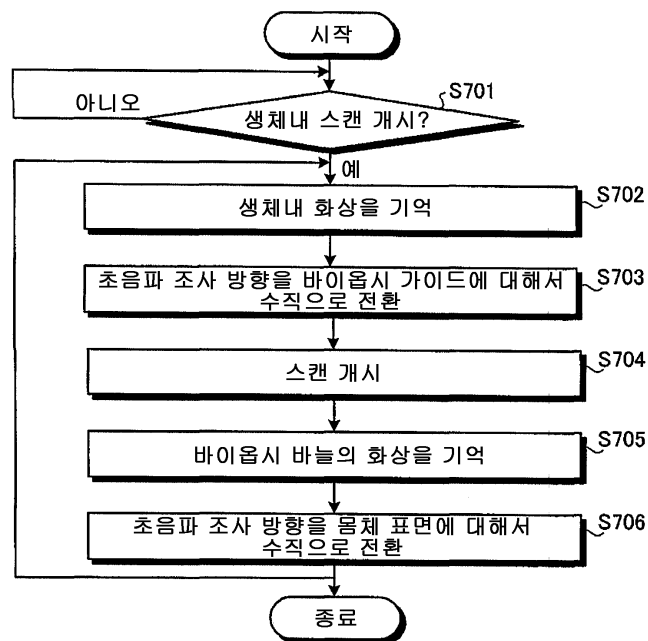 시작
아니오
생체내 스캔 개시?
S701
예
생체내 화상을 기억
S702
초음파 조사 방향을 바이옵시 가이드에 대해서
수직으로 전환
S703
스캔 개시
S704
바이옵시 바늘의 화상을 기억
S705
초음파 조사 방향을 몸체 표면에 대해서
수직으로 전환
S706
종료